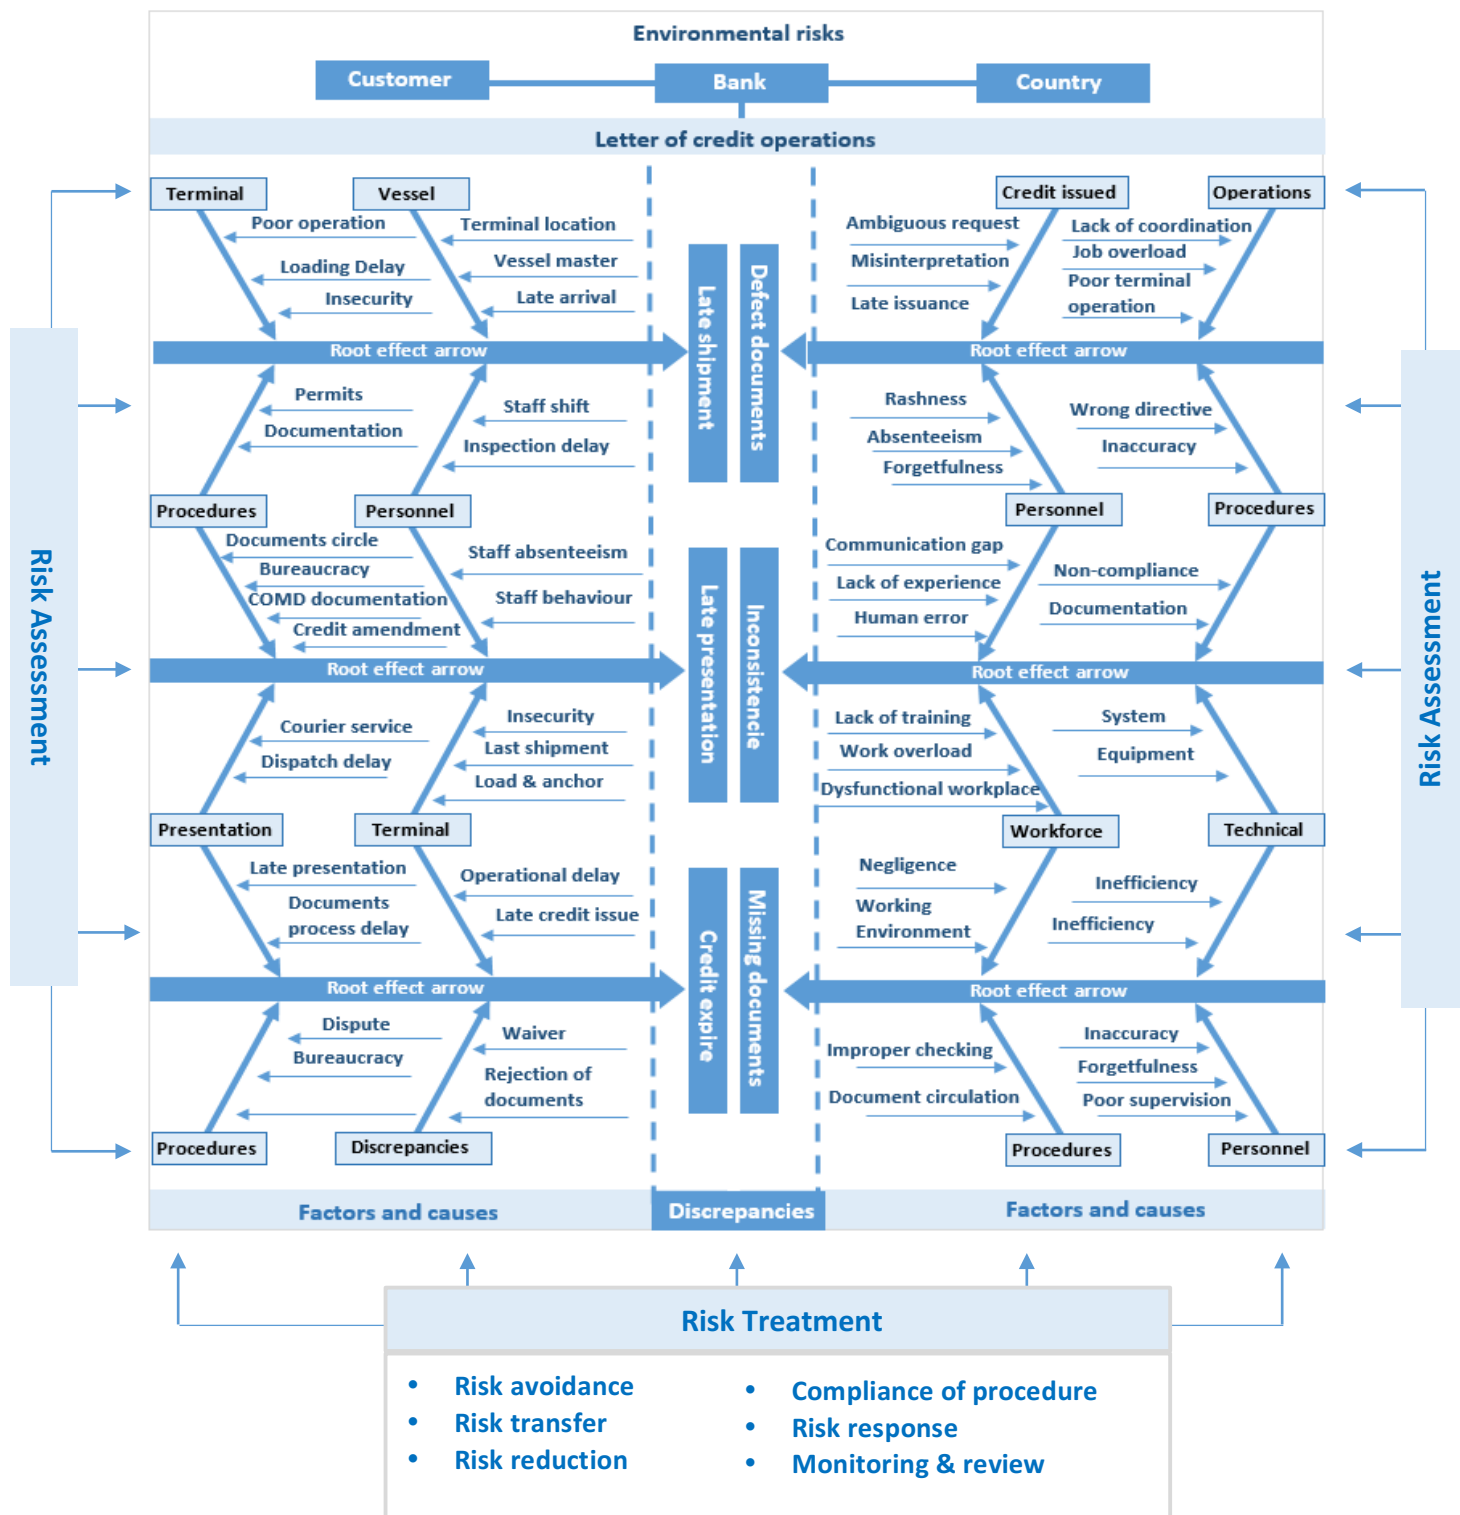 Environmental risks
Customer
Bank
Country
Letter of credit operations
Terminal
Vessel
Credit issued
Operations
Poor operation
Terminal location
Loading Delay
Vessel master
Insecurity
Late arrival
Ambiguous request
Misinterpretation
Late issuance
Lack of coordination
Job overload
Poor terminal
operation
Late shipment
Defect documents
Root effect arrow
Root effect arrow
Permits
Documentation
Staff shift
Inspection delay
Rashness
Absenteeism
Forgetfulness
Wrong directive
Inaccuracy
Procedures
Personnel
Personnel
Procedures
Documents circle
Bureaucracy
COMD documentation
Credit amendment
Staff absenteeism
Staff behaviour
Communication gap
Lack of experience
Human error
Non-compliance
Documentation
Late presentation
Inconsistencie
Root effect arrow
Root effect arrow
Courier service
Dispatch delay
Insecurity
Last shipment
Load & anchor
Lack of training
Work overload
Dysfunctional workplace
System
Equipment
Presentation
Terminal
Workforce
Technical
Late presentation
Documents
process delay
Operational delay
Late credit issue
Negligence
Working
Environment
Inefficiency
Inefficiency
Credit expire
Missing documents
Root effect arrow
Root effect arrow
Dispute
Bureaucracy
Waiver
Rejection of
documents
Improper checking
Document circulation
Inaccuracy
Forgetfulness
Poor supervision
Procedures
Discrepancies
Procedures
Personnel
Factors and causes
Discrepancies
Factors and causes
Risk Assessment
Risk Assessment
Risk Treatment
• Risk avoidance
• Risk transfer
• Risk reduction
• Compliance of procedure
• Risk response
• Monitoring & review